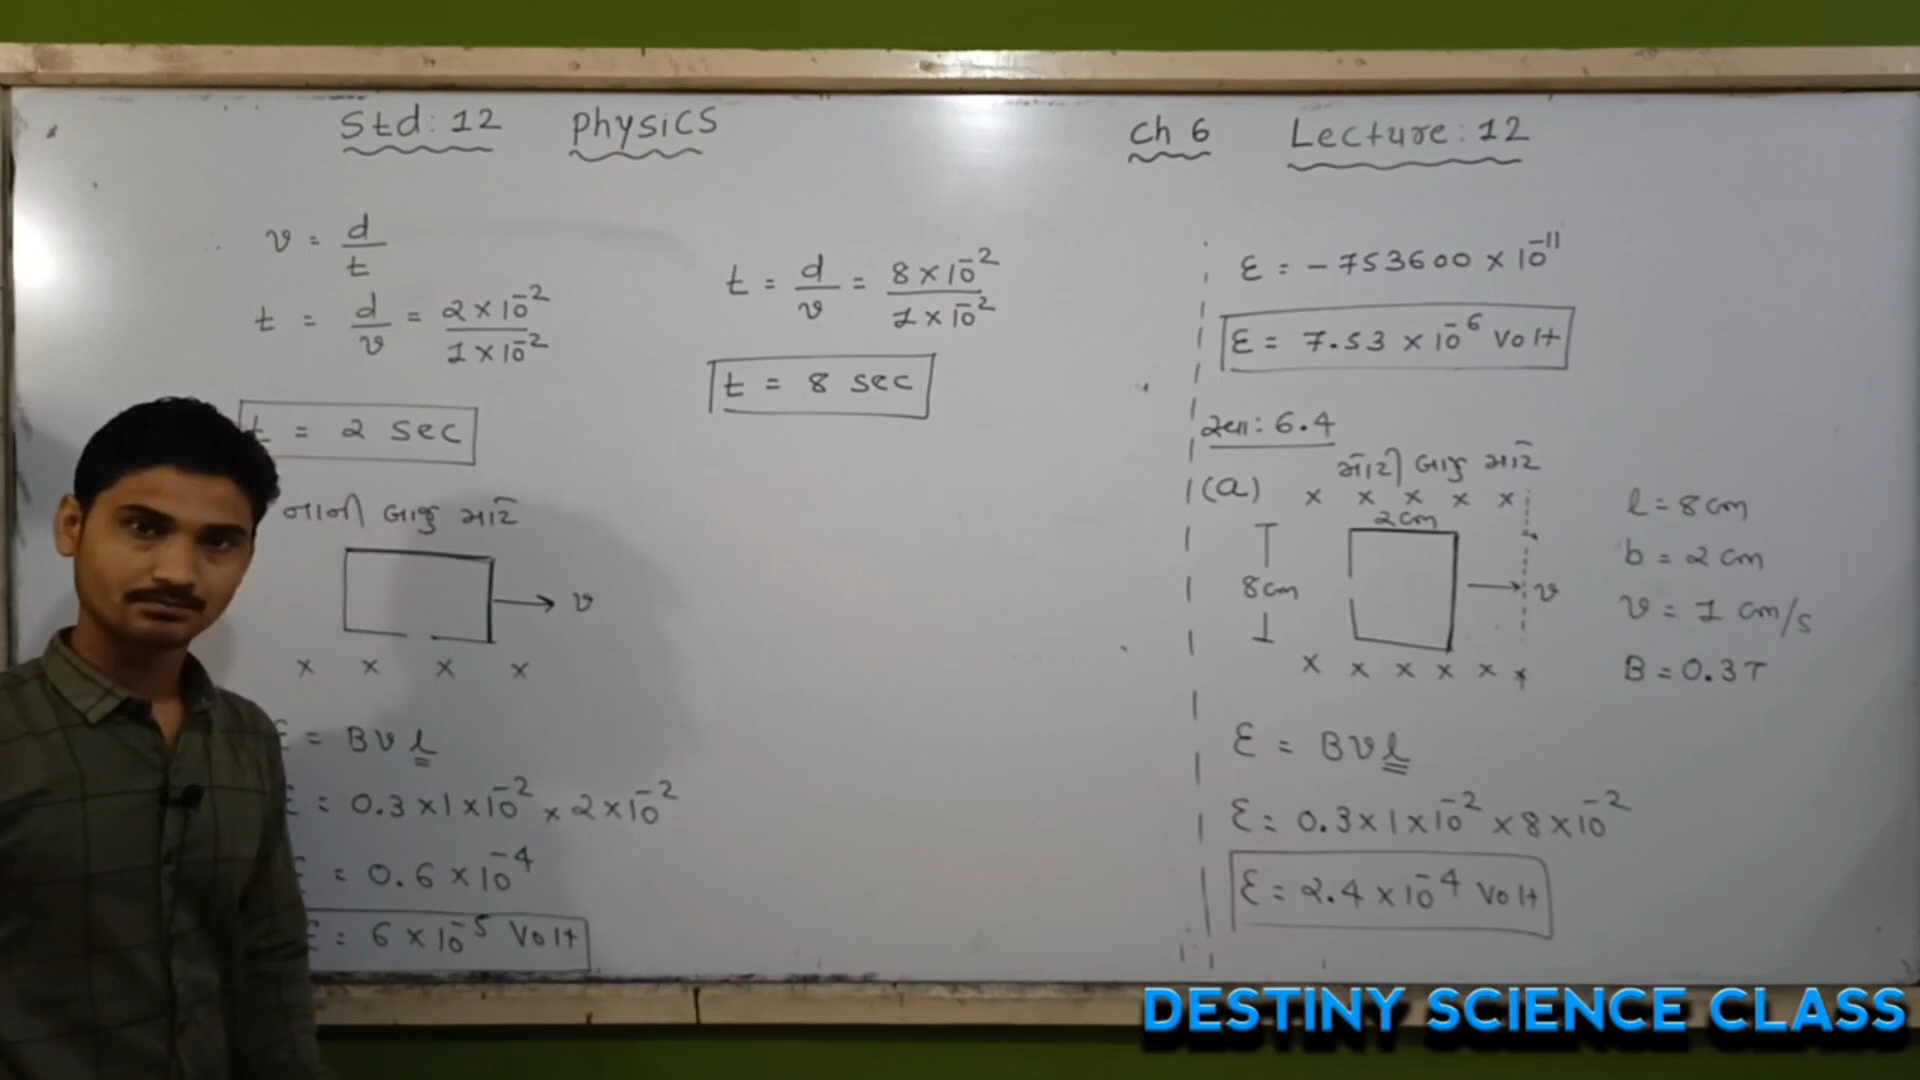 Std: 12 Physics Ch 6 Lecture: 12
v = d/t
t = d/v = 2 × 10⁻² / 1 × 10⁻²
t = 2 sec
નાની બાજુ માટે
→ v
× × × ×
ε = Bvl
ε = 0.3 × 1 × 10⁻² × 2 × 10⁻²
ε = 0.6 × 10⁻⁴
ε = 6 × 10⁻⁵ Volt
t = d/v = 8 × 10⁻² / 1 × 10⁻²
t = 8 sec
ε = - 753600 × 10⁻¹¹
ε = 7.53 × 10⁻⁶ Volt
સ્વા: 6.4
મોટી બાજુ માટે
(a) × × × × ×
2cm
8cm
→ v
× × × × × ×
l = 8 cm
b = 2 cm
v = 1 cm/s
B = 0.3T
ε = Bvl
ε = 0.3 × 1 × 10⁻² × 8 × 10⁻²
ε = 2.4 × 10⁻⁴ Volt
DESTINY SCIENCE CLASS